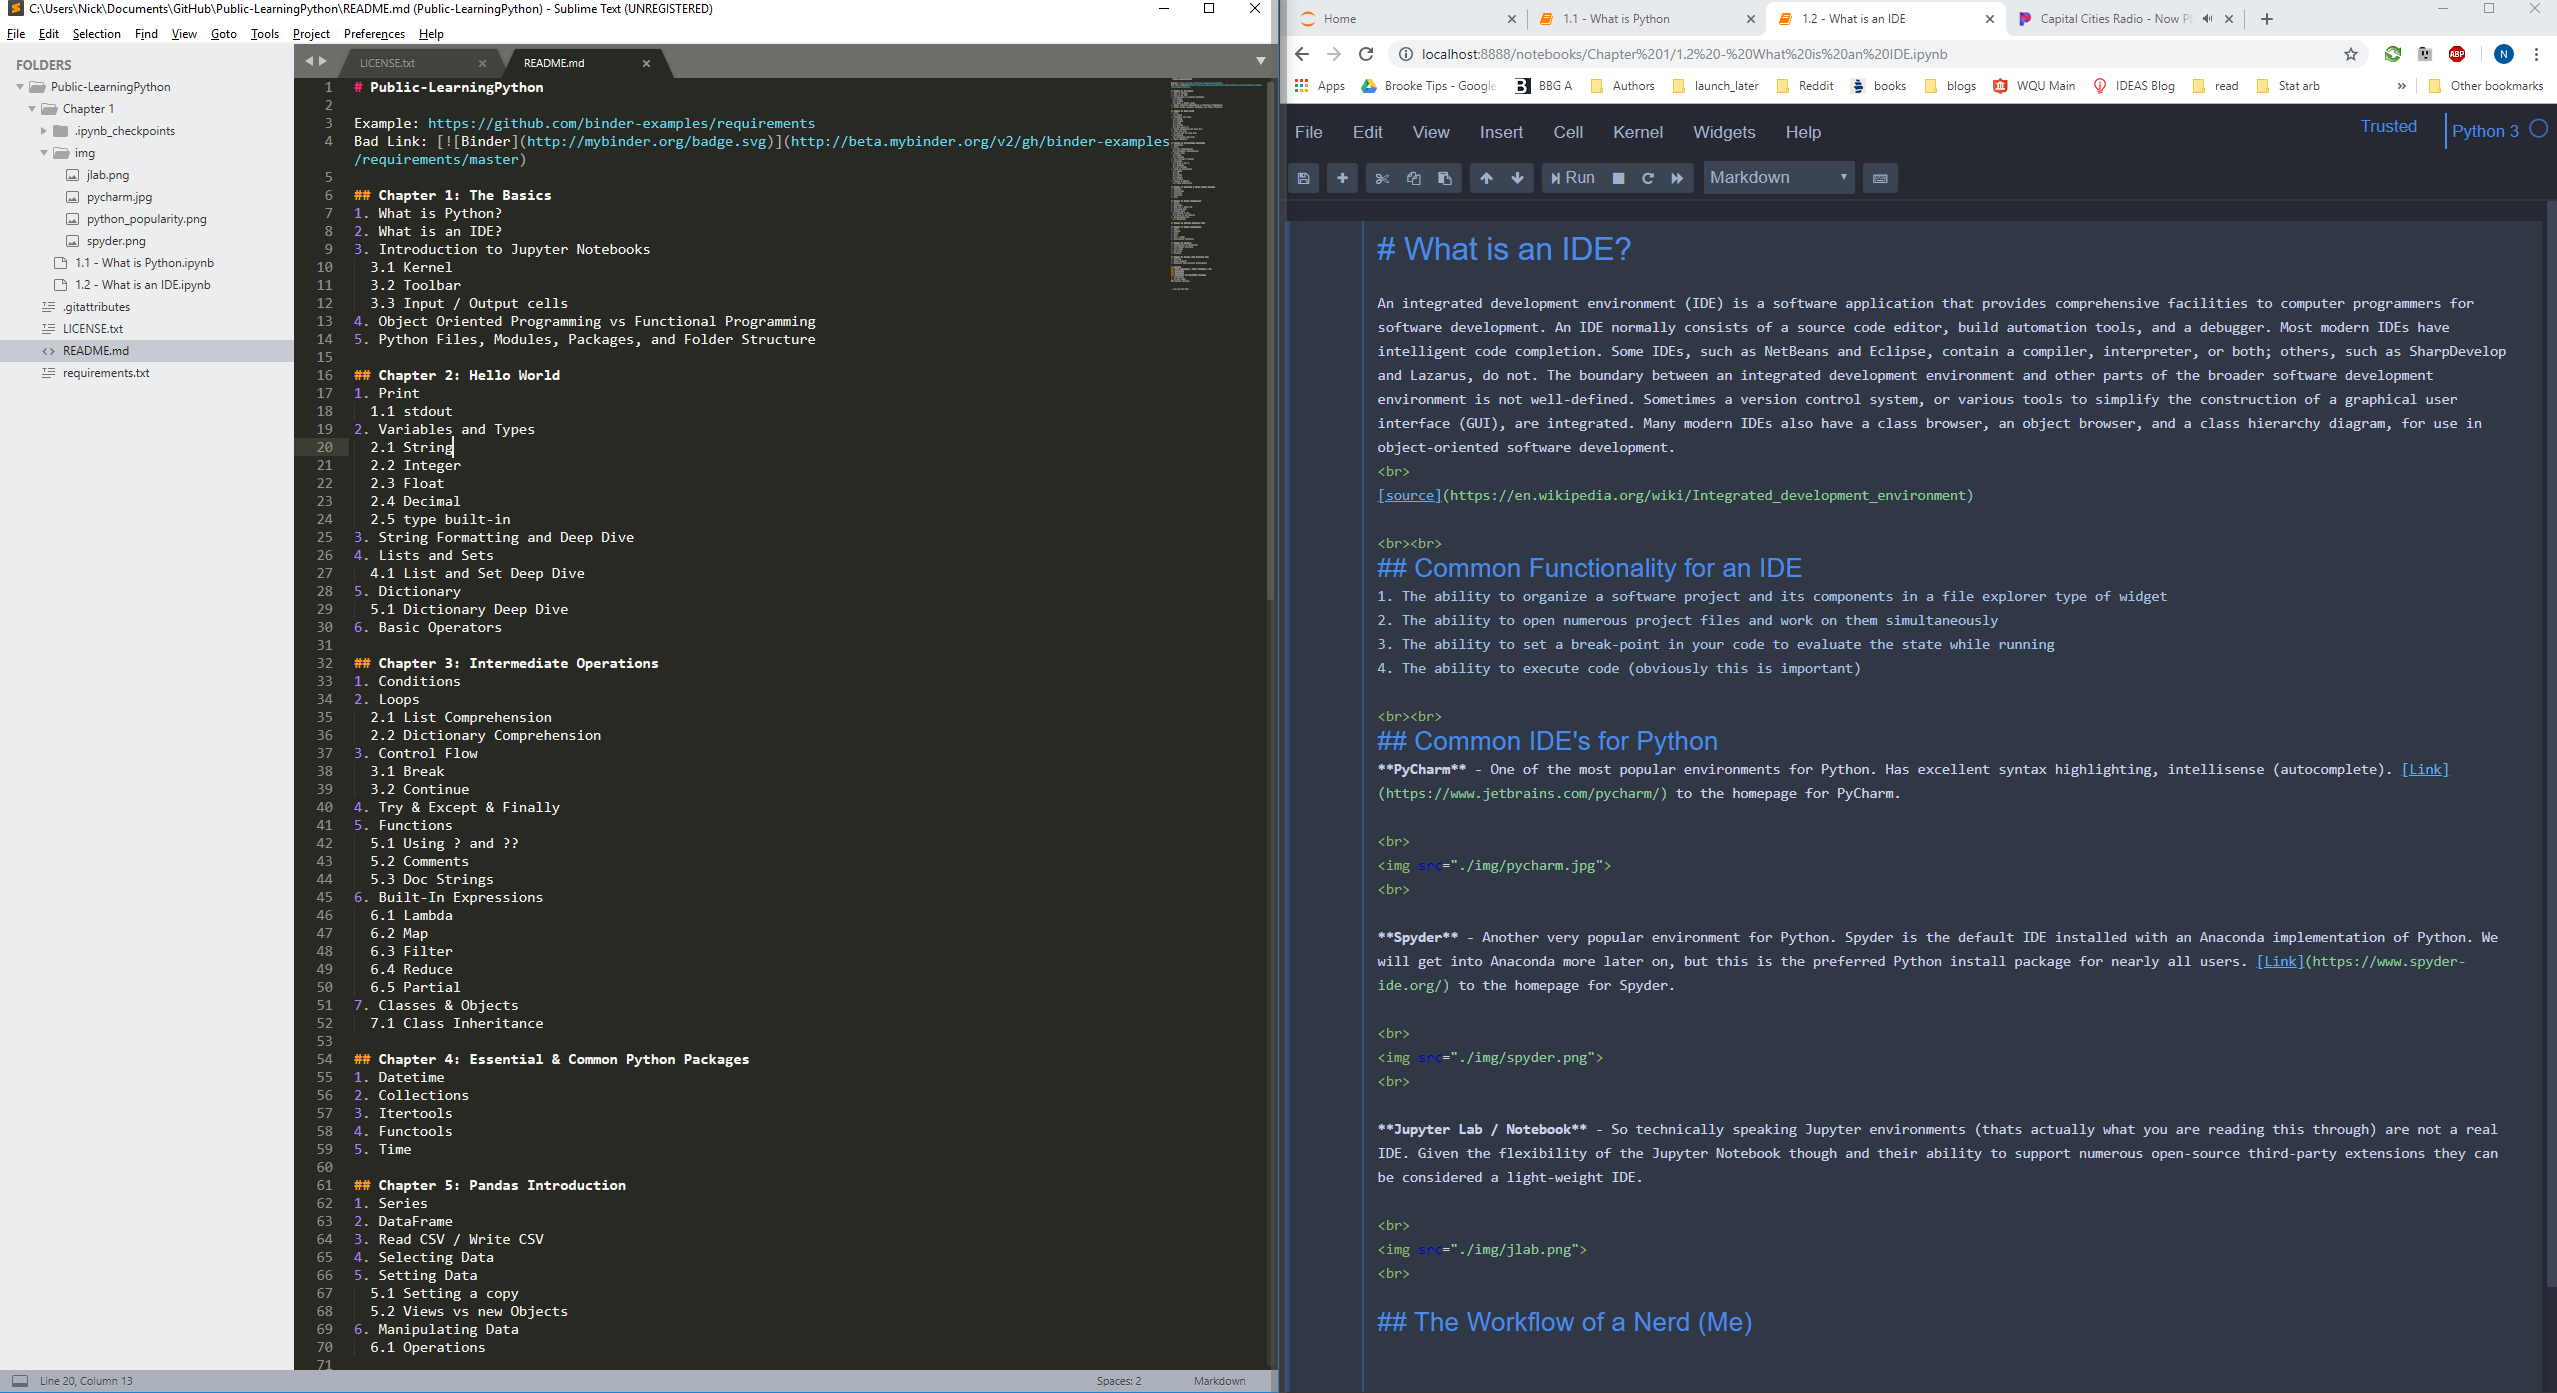 C:\Users\Nick\Documents\GitHub\Public-LearningPython\README.md (Public-LearningPython) - Sublime Text (UNREGISTERED)
File Edit Selection Find View Goto Tools Project Preferences Help
FOLDERS
Public-LearningPython
Chapter 1
.ipynb_checkpoints
img
jlab.png
pycharm.jpg
python_popularity.png
spyder.png
1.1 - What is Python.ipynb
1.2 - What is an IDE.ipynb
.gitattributes
LICENSE.txt
README.md
requirements.txt
LICENSE.txt
README.md
1 # Public-LearningPython
2
3 Example: https://github.com/binder-examples/requirements
4 Bad Link: [![Binder](http://mybinder.org/badge.svg)](http://beta.mybinder.org/v2/gh/binder-examples
/requirements/master)
5
6 ## Chapter 1: The Basics
7 1. What is Python?
8 2. What is an IDE?
9 3. Introduction to Jupyter Notebooks
10 3.1 Kernel
11 3.2 Toolbar
12 3.3 Input / Output cells
13 4. Object Oriented Programming vs Functional Programming
14 5. Python Files, Modules, Packages, and Folder Structure
15
16 ## Chapter 2: Hello World
17 1. Print
18 1.1 stdout
19 2. Variables and Types
20 2.1 String
21 2.2 Integer
22 2.3 Float
23 2.4 Decimal
24 2.5 type built-in
25 3. String Formatting and Deep Dive
26 4. Lists and Sets
27 4.1 List and Set Deep Dive
28 5. Dictionary
29 5.1 Dictionary Deep Dive
30 6. Basic Operators
31
32 ## Chapter 3: Intermediate Operations
33 1. Conditions
34 2. Loops
35 2.1 List Comprehension
36 2.2 Dictionary Comprehension
37 3. Control Flow
38 3.1 Break
39 3.2 Continue
40 4. Try & Except & Finally
41 5. Functions
42 5.1 Using ? and ??
43 5.2 Comments
44 5.3 Doc Strings
45 6. Built-In Expressions
46 6.1 Lambda
47 6.2 Map
48 6.3 Filter
49 6.4 Reduce
50 6.5 Partial
51 7. Classes & Objects
52 7.1 Class Inheritance
53
54 ## Chapter 4: Essential & Common Python Packages
55 1. Datetime
56 2. Collections
57 3. Itertools
58 4. Functools
59 5. Time
60
61 ## Chapter 5: Pandas Introduction
62 1. Series
63 2. DataFrame
64 3. Read CSV / Write CSV
65 4. Selecting Data
66 5. Setting Data
67 5.1 Setting a copy
68 5.2 Views vs new Objects
69 6. Manipulating Data
70 6.1 Operations
71
Line 20, Column 13 Spaces: 2 Markdown
Home 1.1 - What is Python 1.2 - What is an IDE Capital Cities Radio - Now Pl
localhost:8888/notebooks/Chapter%201/1.2%20-%20What%20is%20an%20IDE.ipynb ABP N
Apps Brooke Tips - Google BBG A Authors launch_later Reddit books blogs WQU Main IDEAS Blog read Stat arb » Other bookmarks
File Edit View Insert Cell Kernel Widgets Help Trusted Python 3
Run Markdown
# What is an IDE?
An integrated development environment (IDE) is a software application that provides comprehensive facilities to computer programmers for
software development. An IDE normally consists of a source code editor, build automation tools, and a debugger. Most modern IDEs have
intelligent code completion. Some IDEs, such as NetBeans and Eclipse, contain a compiler, interpreter, or both; others, such as SharpDevelop
and Lazarus, do not. The boundary between an integrated development environment and other parts of the broader software development
environment is not well-defined. Sometimes a version control system, or various tools to simplify the construction of a graphical user
interface (GUI), are integrated. Many modern IDEs also have a class browser, an object browser, and a class hierarchy diagram, for use in
object-oriented software development.
<br>
[source](https://en.wikipedia.org/wiki/Integrated_development_environment)
<br><br>
## Common Functionality for an IDE
1. The ability to organize a software project and its components in a file explorer type of widget
2. The ability to open numerous project files and work on them simultaneously
3. The ability to set a break-point in your code to evaluate the state while running
4. The ability to execute code (obviously this is important)
<br><br>
## Common IDE's for Python
**PyCharm** - One of the most popular environments for Python. Has excellent syntax highlighting, intellisense (autocomplete). [Link]
(https://www.jetbrains.com/pycharm/) to the homepage for PyCharm.
<br>
<img src="./img/pycharm.jpg">
<br>
**Spyder** - Another very popular environment for Python. Spyder is the default IDE installed with an Anaconda implementation of Python. We
will get into Anaconda more later on, but this is the preferred Python install package for nearly all users. [Link](https://www.spyder-
ide.org/) to the homepage for Spyder.
<br>
<img src="./img/spyder.png">
<br>
**Jupyter Lab / Notebook** - So technically speaking Jupyter environments (thats actually what you are reading this through) are not a real
IDE. Given the flexibility of the Jupyter Notebook though and their ability to support numerous open-source third-party extensions they can
be considered a light-weight IDE.
<br>
<img src="./img/jlab.png">
<br>
## The Workflow of a Nerd (Me)